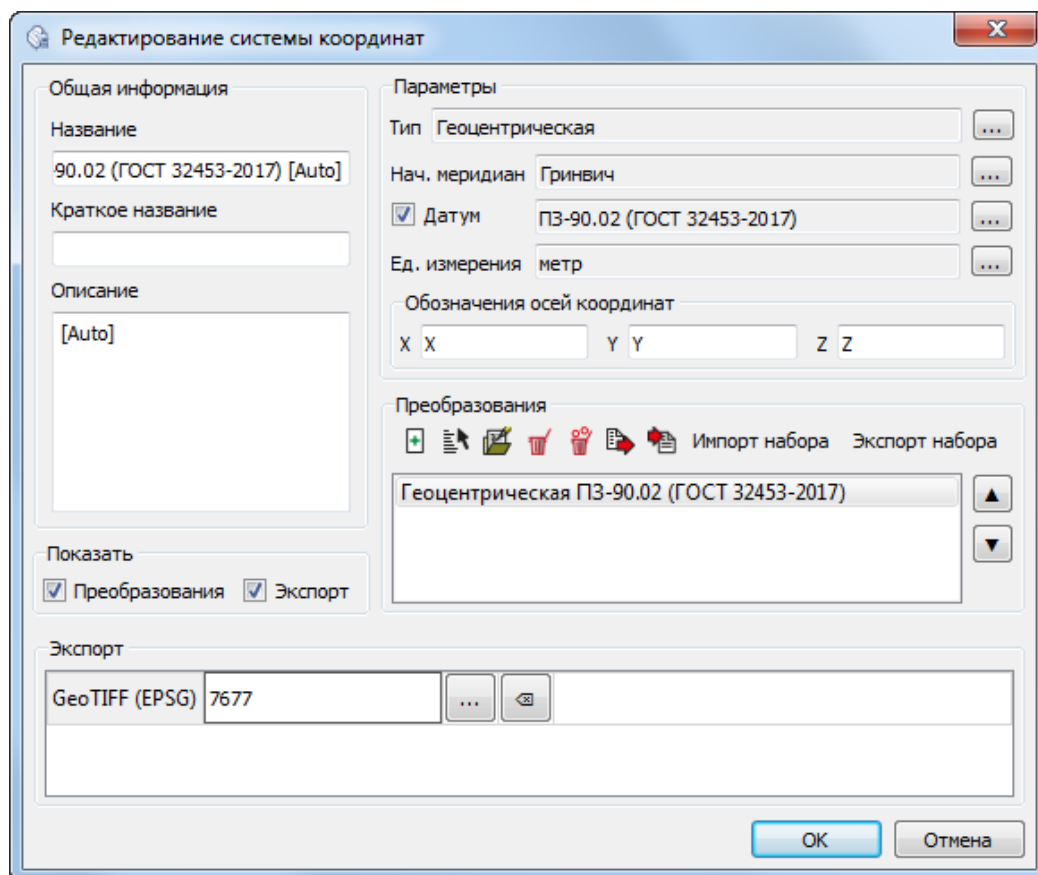 Редактирование системы координат
Общая информация
Название
90.02 (ГОСТ 32453-2017) [Auto]
Краткое название
Описание
[Auto]
Показать
Преобразования Экспорт
Параметры
Тип Геоцентрическая ...
Нач. меридиан Гринвич ...
Датум ПЗ-90.02 (ГОСТ 32453-2017) ...
Ед. измерения метр ...
Обозначения осей координат
X X Y Y Z Z
Преобразования
Импорт набора Экспорт набора
Геоцентрическая ПЗ-90.02 (ГОСТ 32453-2017)
Экспорт
GeoTIFF (EPSG) 7677 ...
OK Отмена